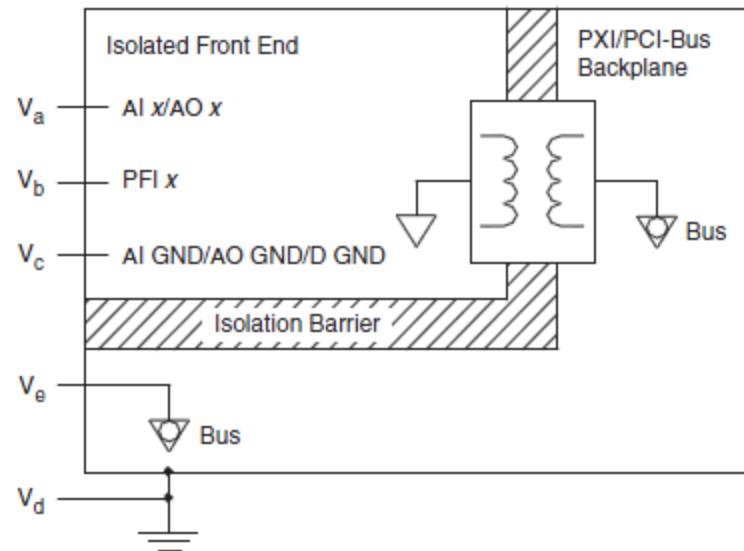 Isolated Front End
PXI/PCI-Bus
Backplane
Va
AI x/AO x
Vb
PFI x
Bus
Vc
AI GND/AO GND/D GND
Isolation Barrier
Ve
Bus
Vd